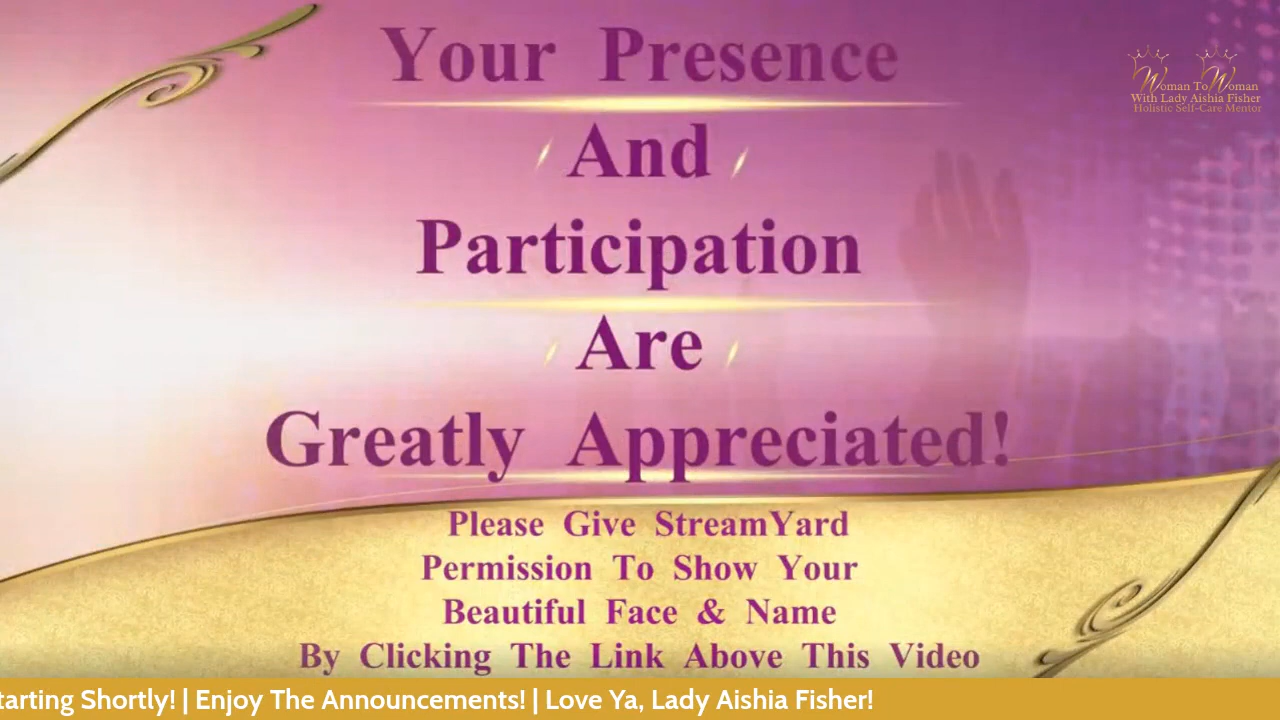 Your Presence
And
Participation
Are
Greatly Appreciated!
Please Give StreamYard
Permission To Show Your
Beautiful Face & Name
By Clicking The Link Above This Video
Woman To Woman
With Lady Aishia Fisher
Holistic Self-Care Mentor
tarting Shortly! | Enjoy The Announcements! | Love Ya, Lady Aishia Fisher!